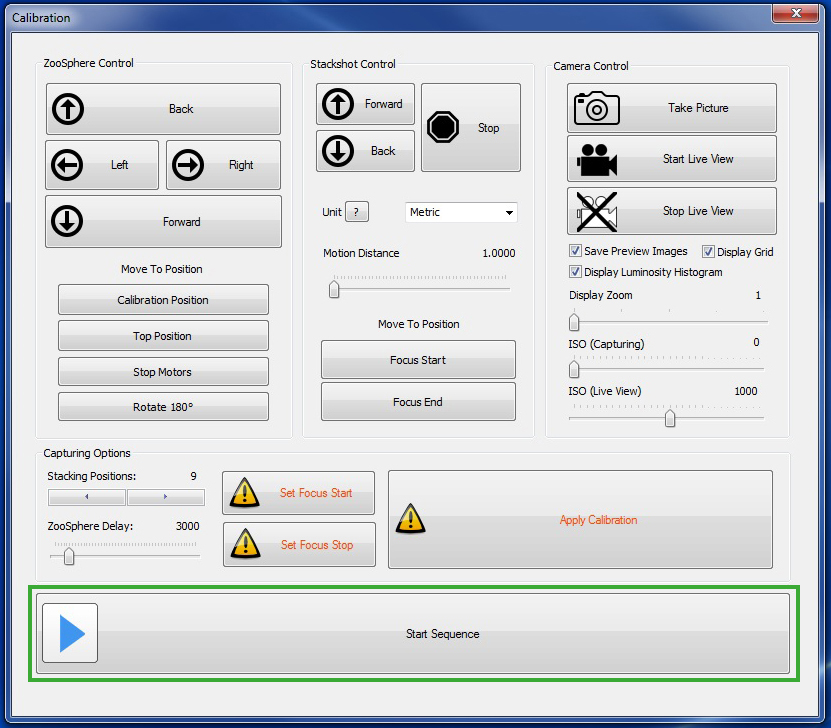 Calibration
ZooSphere Control
Back
Left
Right
Forward
Move To Position
Calibration Position
Top Position
Stop Motors
Rotate 180°
Stackshot Control
Forward
Back
Stop
Unit ? Metric
Motion Distance 1.0000
Move To Position
Focus Start
Focus End
Camera Control
Take Picture
Start Live View
Stop Live View
Save Preview Images Display Grid
Display Luminosity Histogram
Display Zoom 1
ISO (Capturing) 0
ISO (Live View) 1000
Capturing Options
Stacking Positions: 9
ZooSphere Delay: 3000
Set Focus Start
Set Focus Stop
Apply Calibration
Start Sequence